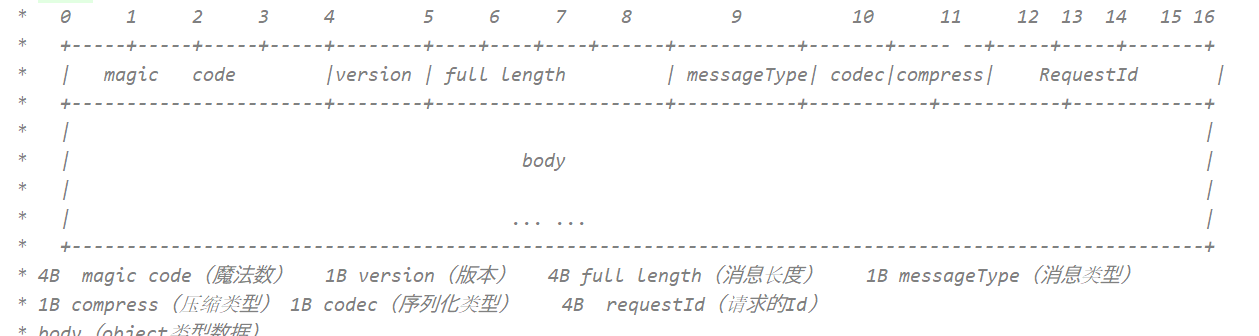 *   0     1     2     3     4        5     6     7     8         9          10       11      12   13   14    15 16
*   +-----+-----+-----+-----+--------+----+----+----+------+-----------+-------+----- --+-----+-----+-------+
*   |   magic   code        |version | full length         | messageType| codec|compress|    RequestId       |
*   +-----------------------+--------+---------------------+-----------+-----------+-----------+------------+
*   |                                                                                                       |
*   |                                         body                                                          |
*   |                                                                                                       |
*   |                                        ... ...                                                        |
*   +-------------------------------------------------------------------------------------------------------+
* 4B  magic code（魔法数）   1B version（版本）   4B full length（消息长度）    1B messageType（消息类型）
* 1B compress（压缩类型） 1B codec（序列化类型）    4B  requestId（请求的Id）
* body（object类型数据）